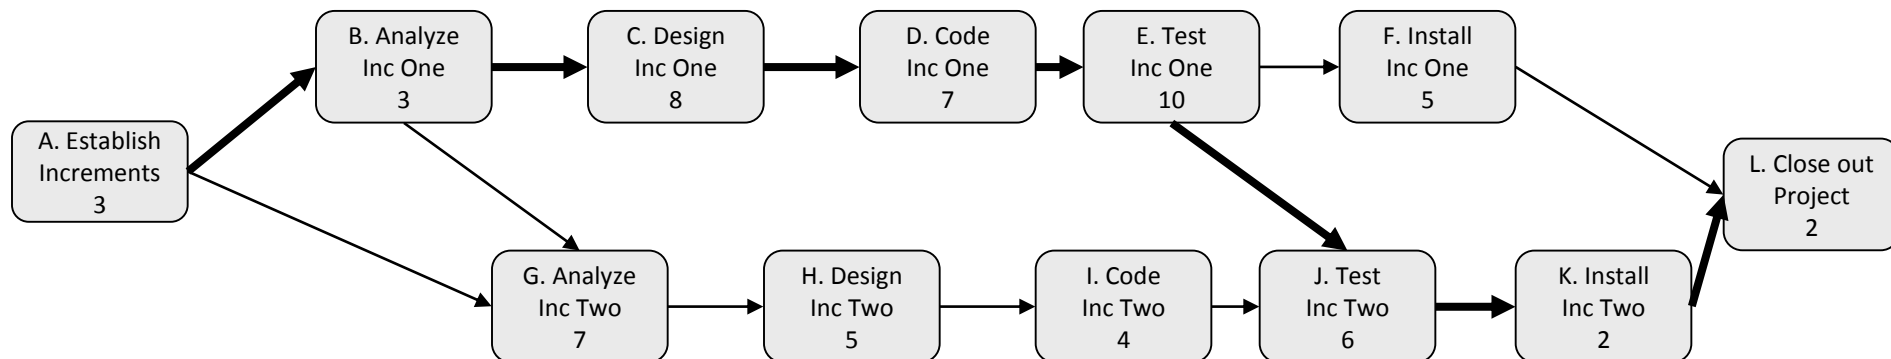 B. Analyze
Inc One
3
C. Design
Inc One
8
D. Code
Inc One
7
E. Test
Inc One
10
F. Install
Inc One
5
A. Establish
Increments
3
L. Close out
Project
2
G. Analyze
Inc Two
7
H. Design
Inc Two
5
I. Code
Inc Two
4
J. Test
Inc Two
6
K. Install
Inc Two
2